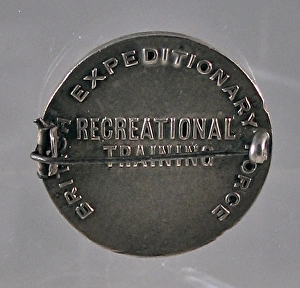 BRITISH EXPEDITIONARY FORCE
RECREATIONAL
TRAINING